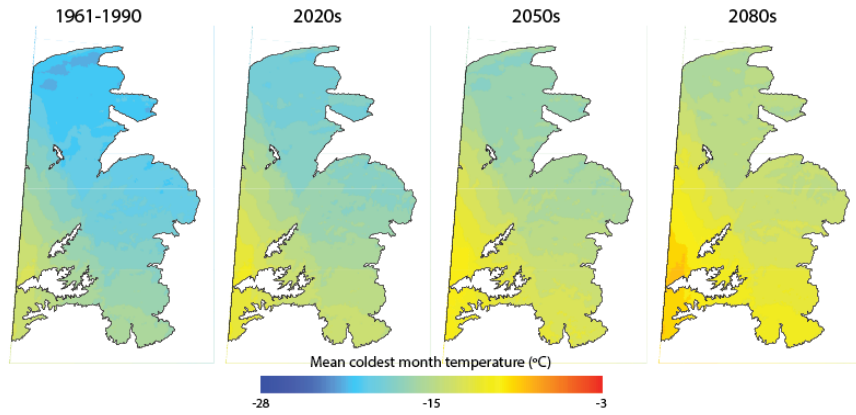 1961-1990 2020s 2050s 2080s
Mean coldest month temperature (ºC)
-28 -15 -3